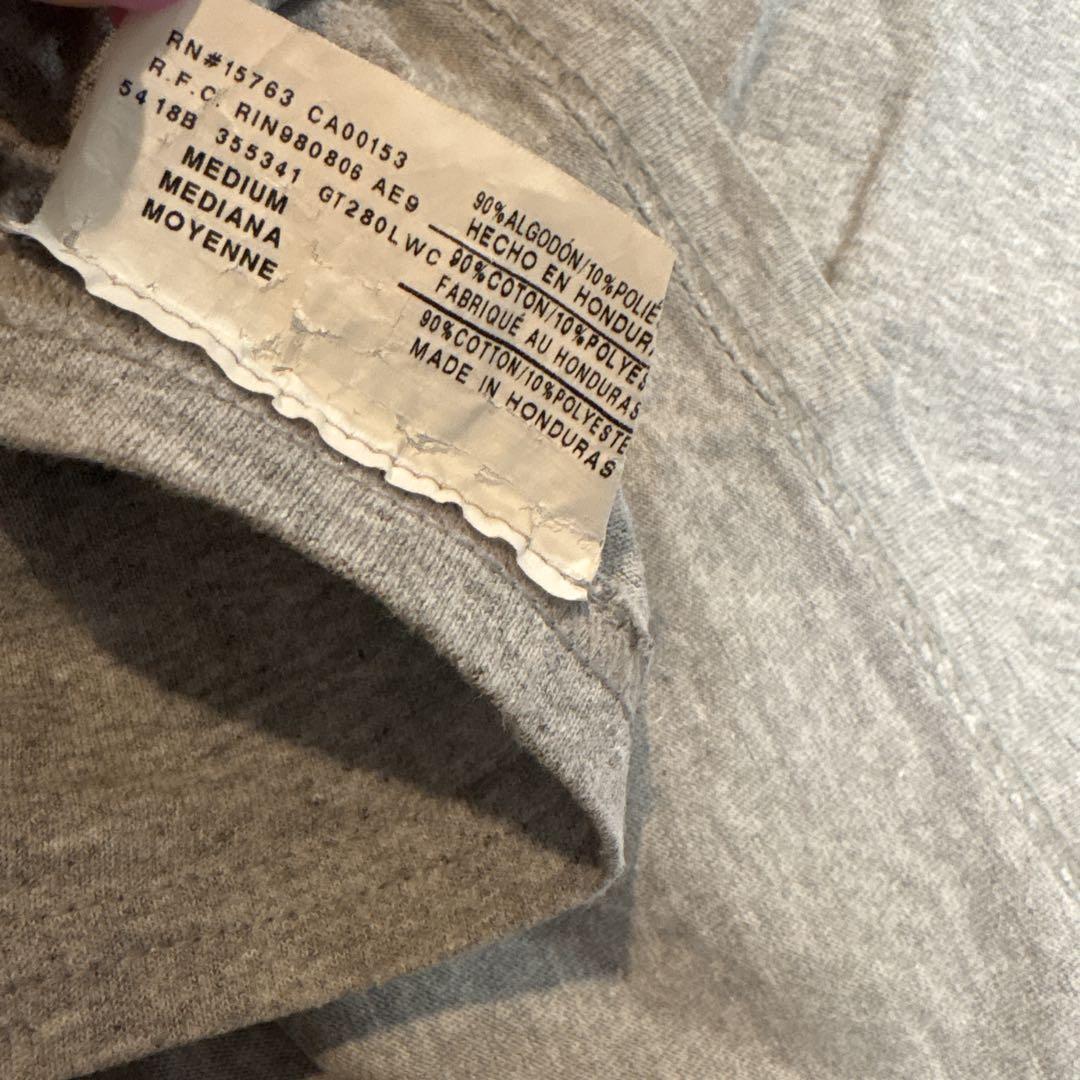 RN#15763 CA00153
R.F.C. RIN980806 AE9
5418B 355341 GT280LWC
MEDIUM
MEDIANA
MOYENNE
90%ALGODÓN/10%POLIÉ
HECHO EN HONDUR
90%COTON/10%POLYES
FABRIQUÉ AU HONDURAS
90%COTTON/10%POLYESTE
MADE IN HONDURAS